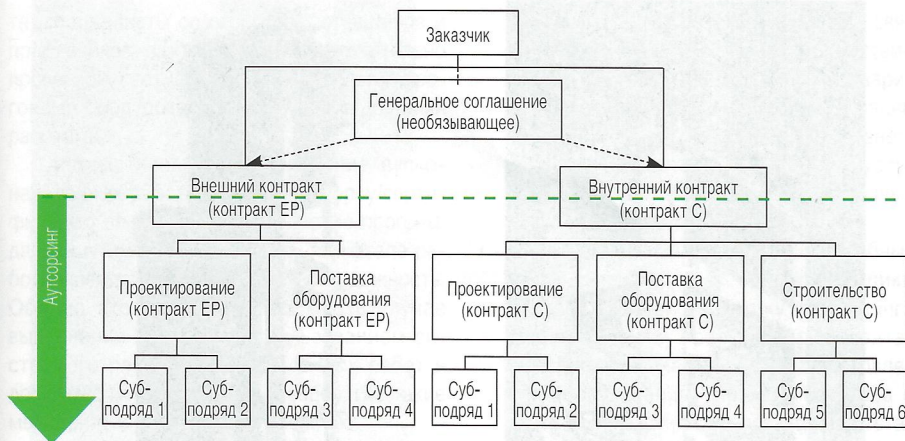 Заказчик
Генеральное соглашение
(необязывающее)
Внешний контракт
(контракт EP)
Внутренний контракт
(контракт С)
Аутсорсинг
Проектирование
(контракт EP)
Поставка
оборудования
(контракт EP)
Проектирование
(контракт С)
Поставка
оборудования
(контракт С)
Строительство
(контракт С)
Суб-
подряд 1
Суб-
подряд 2
Суб-
подряд 3
Суб-
подряд 4
Суб-
подряд 1
Суб-
подряд 2
Суб-
подряд 3
Суб-
подряд 4
Суб-
подряд 5
Суб-
подряд 6